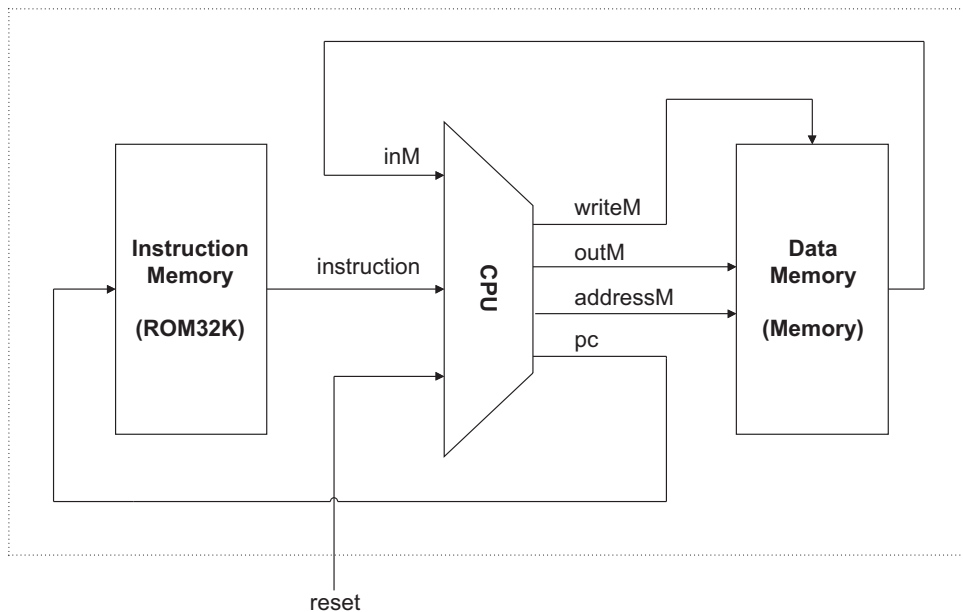 inM
writeM
Instruction
Memory
(ROM32K)
instruction
CPU
outM
addressM
pc
Data
Memory
(Memory)
reset